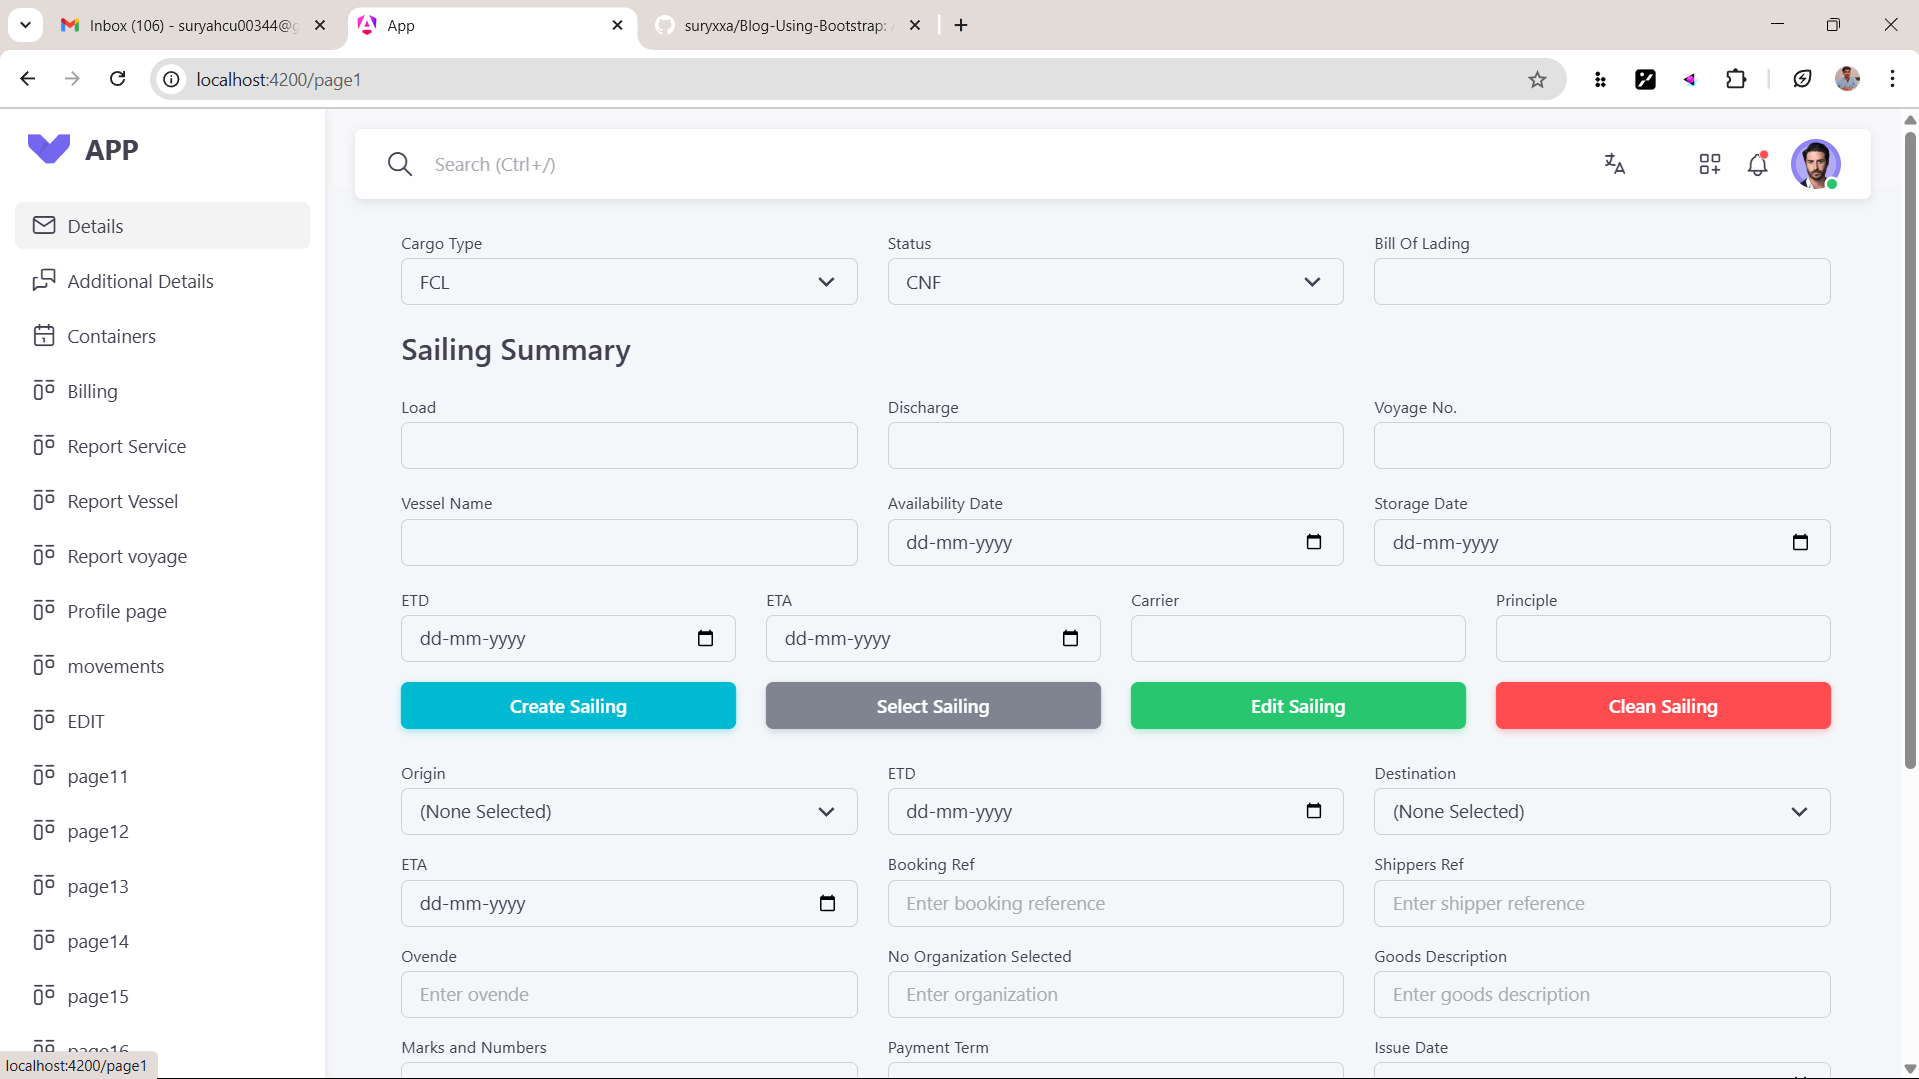 Inbox (106) - suryahcu00344@g
App
suryxxa/Blog-Using-Bootstrap:
localhost:4200/page1
APP
Search (Ctrl+/)
Details
Additional Details
Containers
Billing
Report Service
Report Vessel
Report voyage
Profile page
movements
EDIT
page11
page12
page13
page14
page15
page16
localhost:4200/page1
Cargo Type Status Bill Of Lading
FCL CNF
Sailing Summary
Load Discharge Voyage No.
Vessel Name Availability Date Storage Date
dd-mm-yyyy dd-mm-yyyy
ETD ETA Carrier Principle
dd-mm-yyyy dd-mm-yyyy
Create Sailing Select Sailing Edit Sailing Clean Sailing
Origin ETD Destination
(None Selected) dd-mm-yyyy (None Selected)
ETA Booking Ref Shippers Ref
dd-mm-yyyy Enter booking reference Enter shipper reference
Ovende No Organization Selected Goods Description
Enter ovende Enter organization Enter goods description
Marks and Numbers Payment Term Issue Date